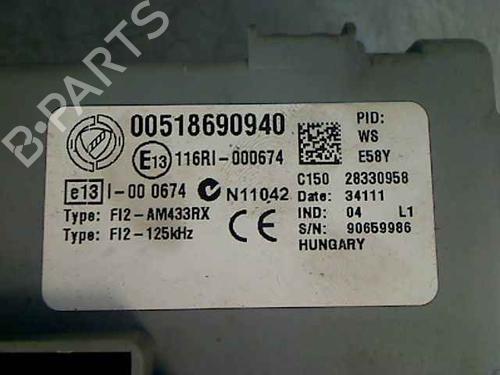 B-PARTS
00518690940
E13 116RI-000674
e13 I-00 0674 N11042
Type: FI2-AM433RX
Type: FI2-125kHz
CE
PID:
WS
E58Y
C150 28330958
Date: 34111
IND: 04 L1
S/N: 90659986
HUNGARY